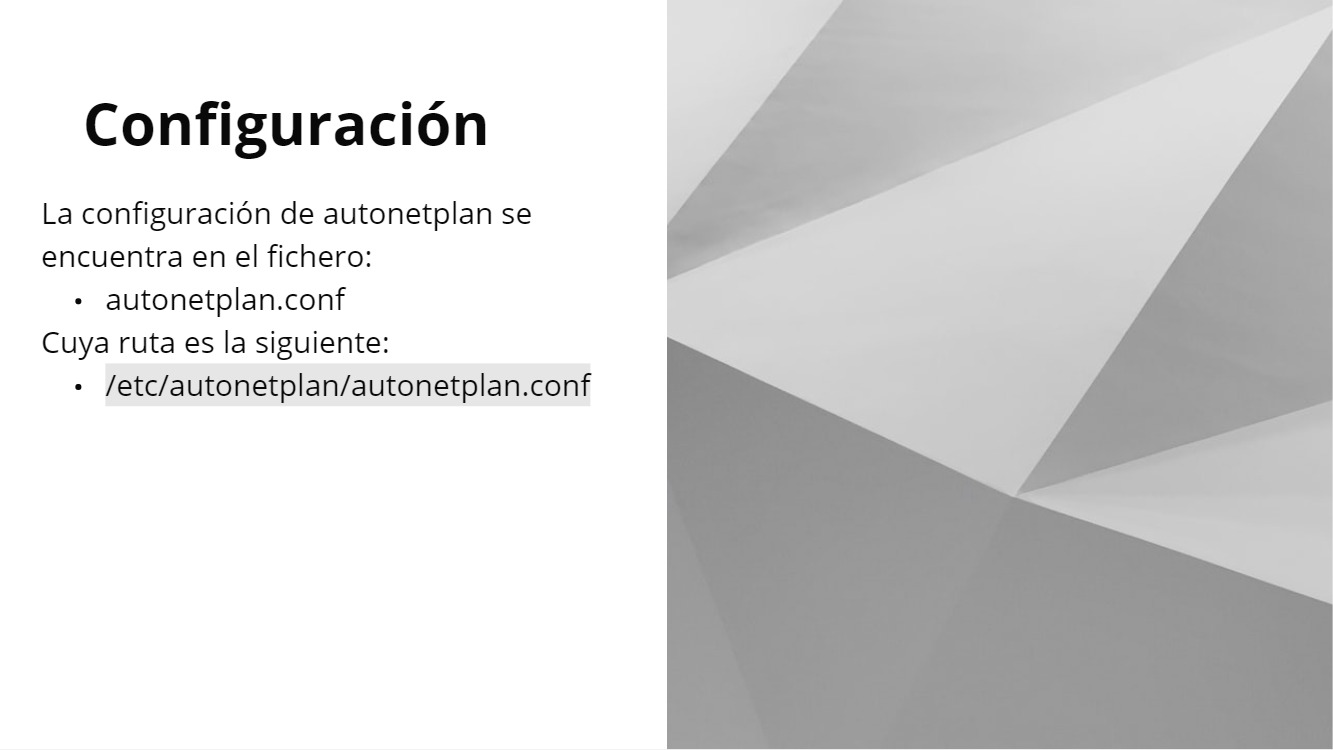 Configuración
La configuración de autonetplan se
encuentra en el fichero:
• autonetplan.conf
Cuya ruta es la siguiente:
• /etc/autonetplan/autonetplan.conf